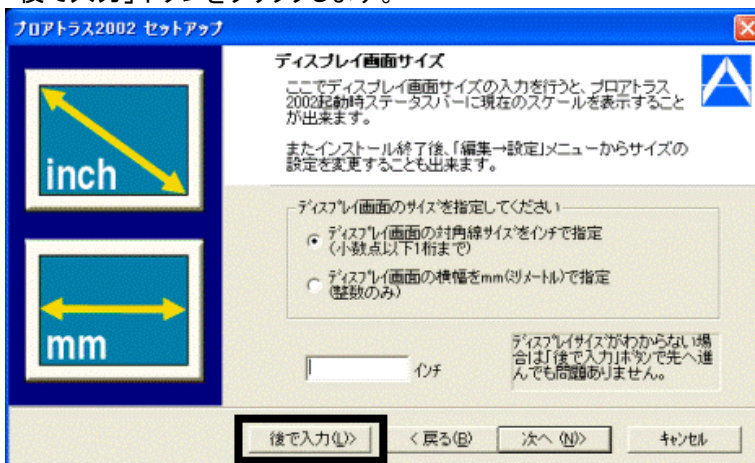 「後で入力」ボタンをクリックします。
プロアトラス2002 セットアップ
ディスプレイ画面サイズ
ここでディスプレイ画面サイズの入力を行うと、プロアトラス
2002起動時ステータスバーに現在のスケールを表示すること
が出来ます。
またインストール終了後、「編集→設定」メニューからサイズの
設定を変更することも出来ます。
inch
mm
ディスプレイ画面のサイズを指定してください
ディスプレイ画面の対角線サイズをインチで指定
(小数点以下1桁まで)
ディスプレイ画面の横幅をmm(ミリメートル)で指定
(整数のみ)
インチ
ディスプレイサイズがわからない場
合は「後で入力」ボタンで先へ進
んでも問題ありません。
後で入力(L)>
< 戻る(B)
次へ (N)>
キャンセル